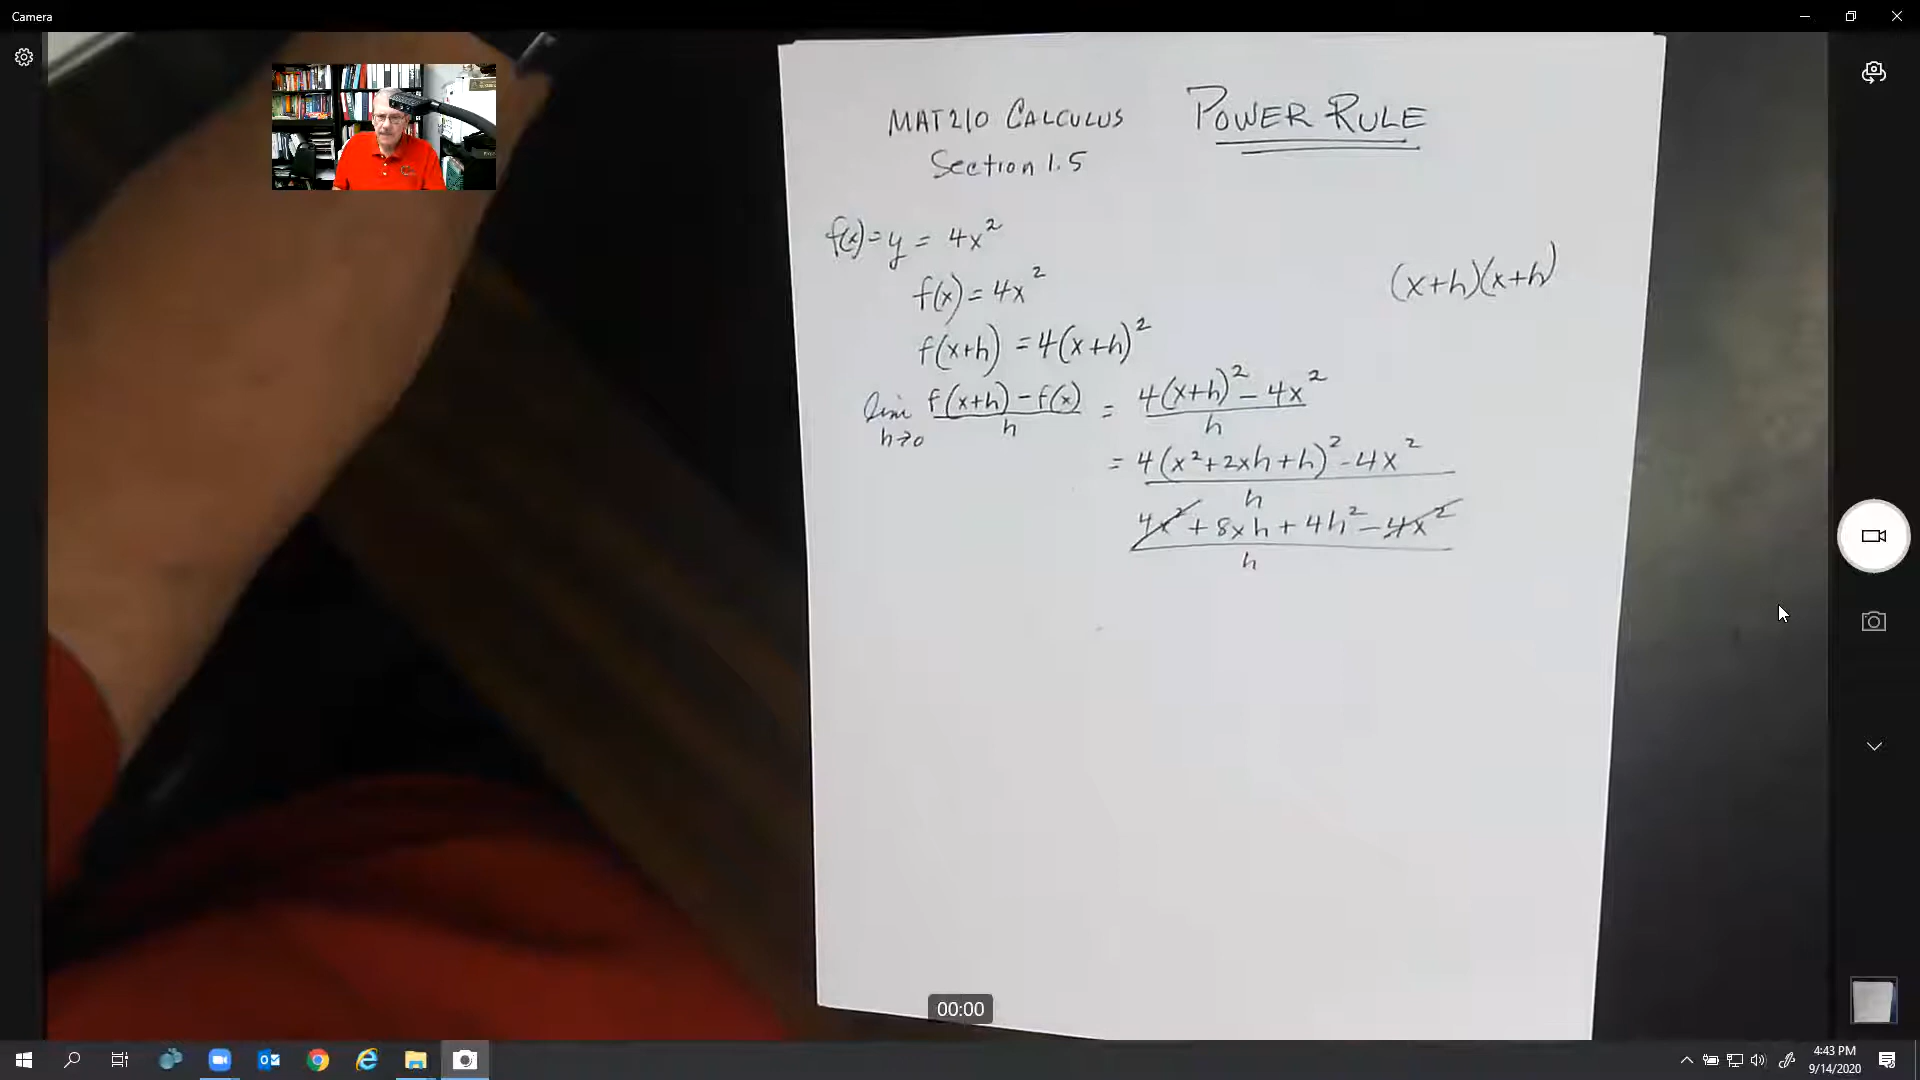 Camera
MAT210 CALCULUS POWER RULE
Section 1.5
f(x)=y = 4x²
(x+h)(x+h)
f(x) = 4x²
f(x+h) = 4(x+h)²
lim h→0 f(x+h) - f(x) / h = 4(x+h)² - 4x² / h
= 4(x²+2xh+h)² - 4x² / h
4x² + 8xh + 4h² - 4x² / h
00:00
4:43 PM
9/14/2020